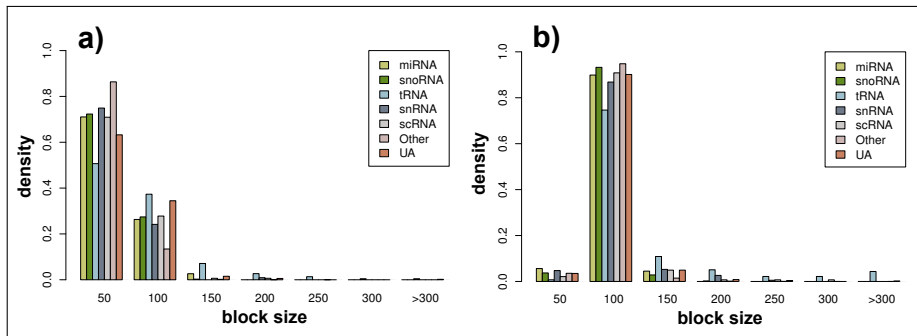 a)
density
0.0 0.2 0.4 0.6 0.8 1.0
miRNA
snoRNA
tRNA
snRNA
scRNA
Other
UA
50 100 150 200 250 300 >300
block size
b)
density
0.0 0.2 0.4 0.6 0.8 1.0
miRNA
snoRNA
tRNA
snRNA
scRNA
Other
UA
50 100 150 200 250 300 >300
block size